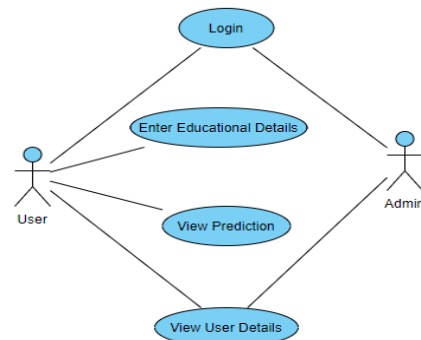 Login
Enter Educational Details
User
Admin
View Prediction
View User Details